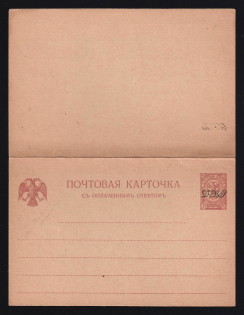 ПОЧТОВАЯ КАРТОЧКА
СЪ ОПЛАЧЕННЫМЪ ОТВѢТОМЪ